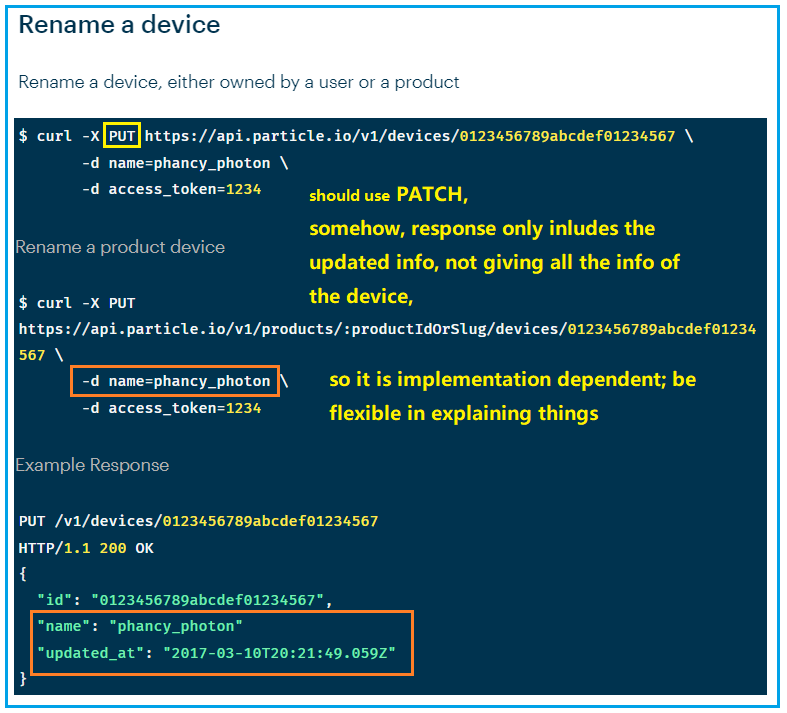 Rename a device
Rename a device, either owned by a user or a product
$ curl -X PUT https://api.particle.io/v1/devices/0123456789abcdef01234567 \
-d name=phancy_photon \
-d access_token=1234
should use PATCH,
somehow, response only inludes the
updated info, not giving all the info of
the device,
Rename a product device
$ curl -X PUT
https://api.particle.io/v1/products/:productIdOrSlug/devices/0123456789abcdef01234
567 \
-d name=phancy_photon \
-d access_token=1234
so it is implementation dependent; be
flexible in explaining things
Example Response
PUT /v1/devices/0123456789abcdef01234567
HTTP/1.1 200 OK
{
"id": "0123456789abcdef01234567",
"name": "phancy_photon"
"updated_at": "2017-03-10T20:21:49.059Z"
}